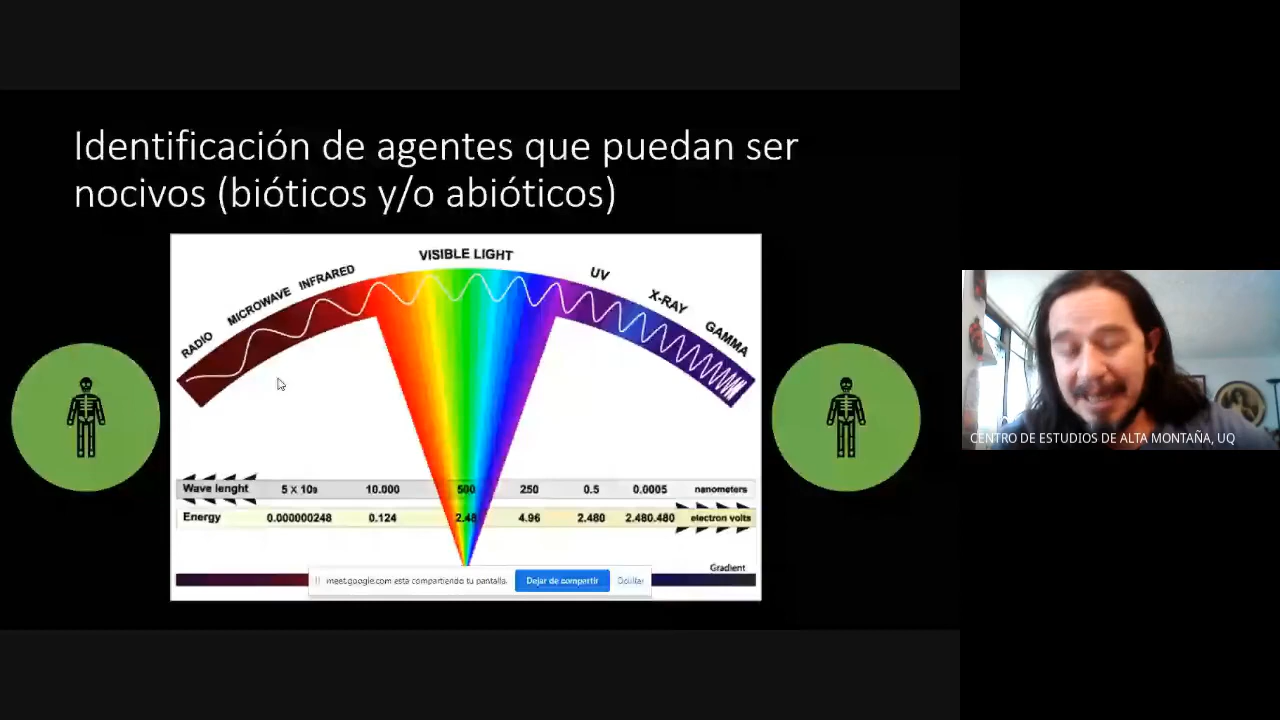 Identificación de agentes que puedan ser
nocivos (bióticos y/o abióticos)
VISIBLE LIGHT
RADIO
MICROWAVE
INFRARED
UV
X-RAY
GAMMA
Wave lenght 5 X 10s 10.000 500 250 0.5 0.0005 nanometers
Energy 0.000000248 0.124 2.48 4.96 2.480 2.480.480 electron volts
Gradient
meet.google.com está compartiendo tu pantalla. Dejar de compartir Ocultar
CENTRO DE ESTUDIOS DE ALTA MONTAÑA, UQ